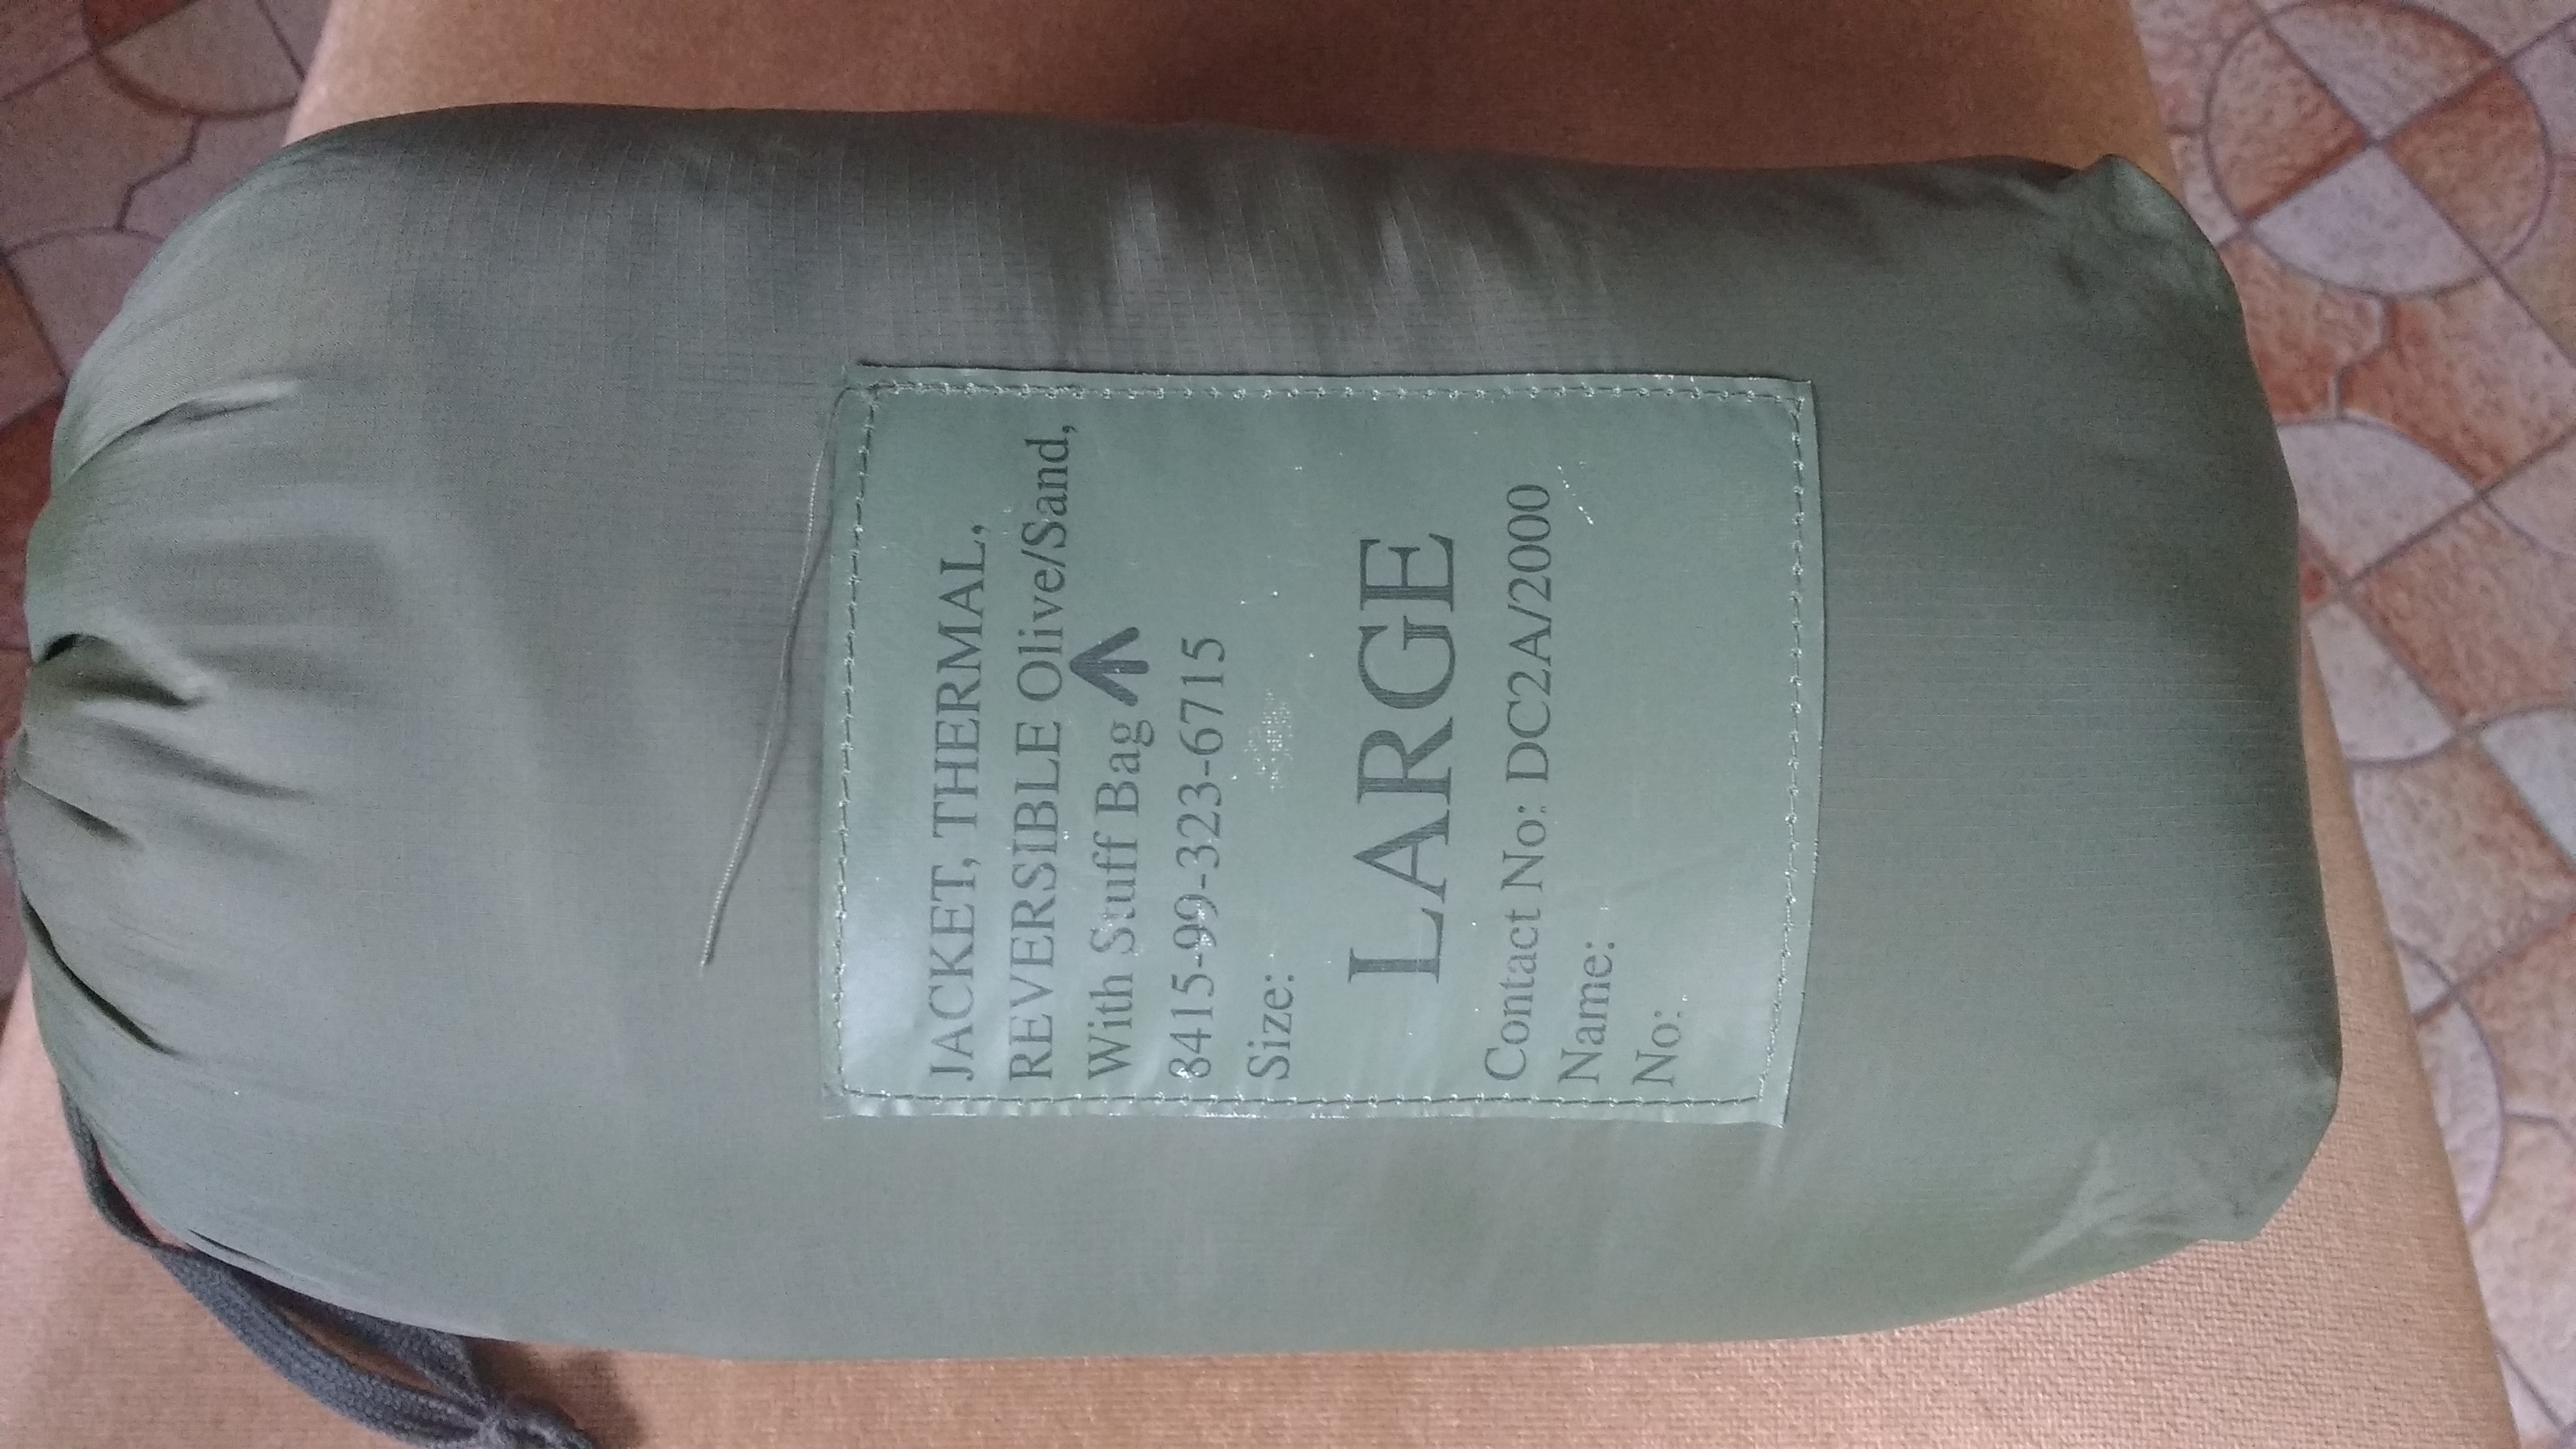 JACKET, THERMAL,
REVERSIBLE Olive/Sand,
With Stuff Bag
8415-99-323-6715
Size:
LARGE
Contact No: DC2A/2000
Name:
No: